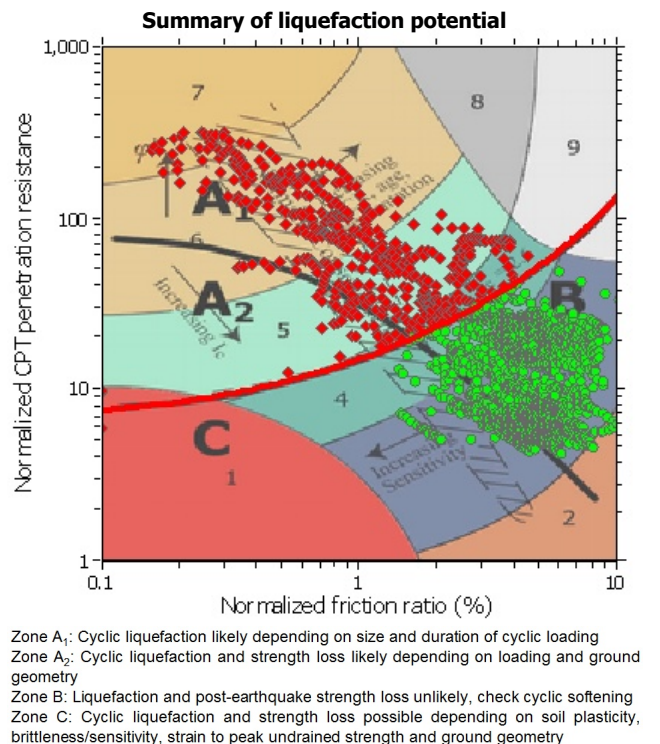 Summary of liquefaction potential
1,000
100
10
1
Normalized CPT penetration resistance
7
8
9
A1
6
A2
Increasing Ic
5
B
4
C
1
Increasing
Sensitivity
2
0.1
1
10
Normalized friction ratio (%)
Zone A1: Cyclic liquefaction likely depending on size and duration of cyclic loading
Zone A2: Cyclic liquefaction and strength loss likely depending on loading and ground
geometry
Zone B: Liquefaction and post-earthquake strength loss unlikely, check cyclic softening
Zone C: Cyclic liquefaction and strength loss possible depending on soil plasticity,
brittleness/sensitivity, strain to peak undrained strength and ground geometry